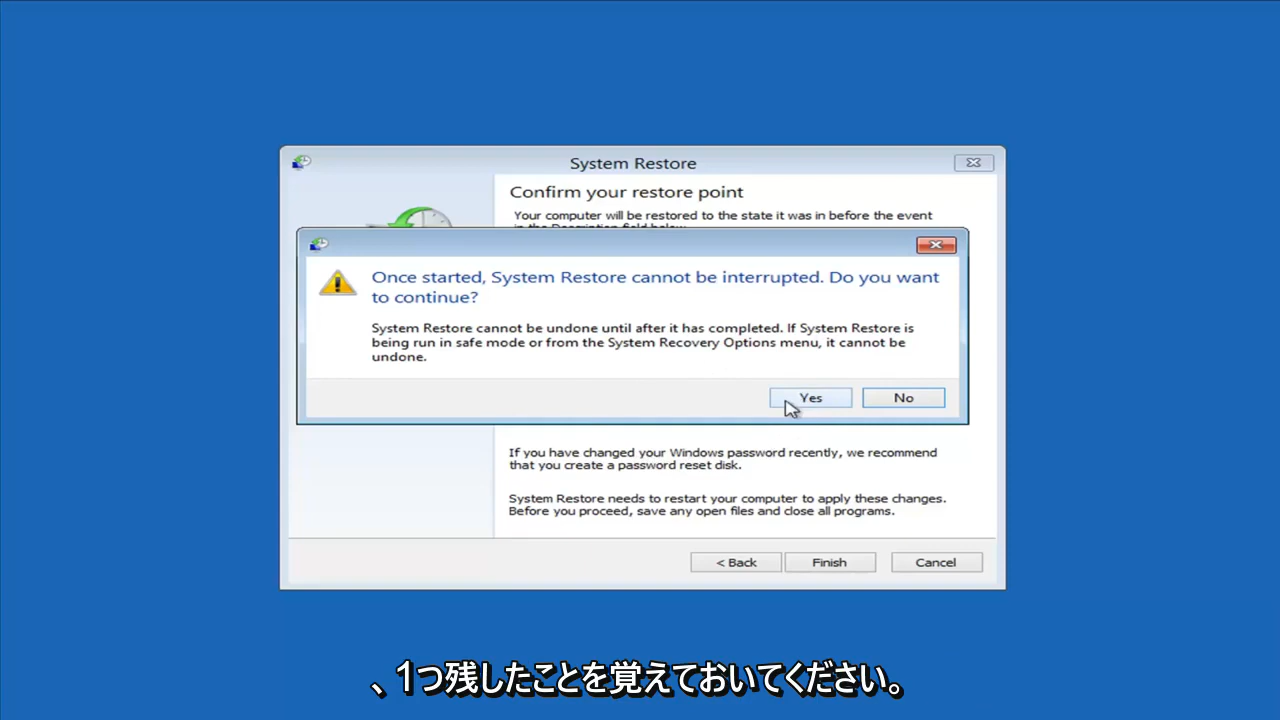 System Restore
Confirm your restore point
Your computer will be restored to the state it was in before the event
in the Description field below.
Once started, System Restore cannot be interrupted. Do you want
to continue?
System Restore cannot be undone until after it has completed. If System Restore is
being run in safe mode or from the System Recovery Options menu, it cannot be
undone.
Yes No
If you have changed your Windows password recently, we recommend
that you create a password reset disk.
System Restore needs to restart your computer to apply these changes.
Before you proceed, save any open files and close all programs.
< Back Finish Cancel
、1つ残したことを覚えておいてください。